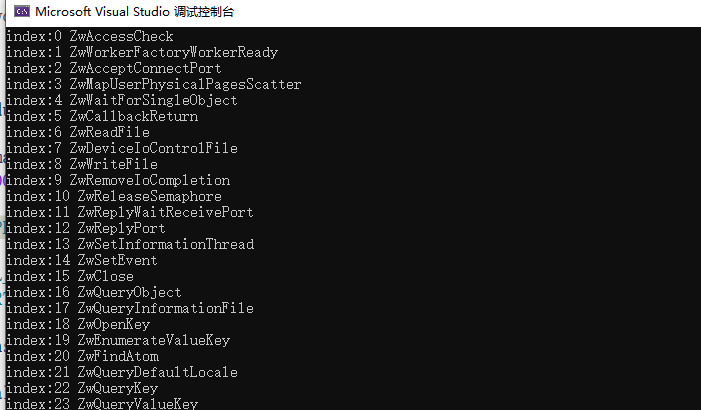 Microsoft Visual Studio 调试控制台
index:0 ZwAccessCheck
index:1 ZwWorkerFactoryWorkerReady
index:2 ZwAcceptConnectPort
index:3 ZwMapUserPhysicalPagesScatter
index:4 ZwWaitForSingleObject
index:5 ZwCallbackReturn
index:6 ZwReadFile
index:7 ZwDeviceIoControlFile
index:8 ZwWriteFile
index:9 ZwRemoveIoCompletion
index:10 ZwReleaseSemaphore
index:11 ZwReplyWaitReceivePort
index:12 ZwReplyPort
index:13 ZwSetInformationThread
index:14 ZwSetEvent
index:15 ZwClose
index:16 ZwQueryObject
index:17 ZwQueryInformationFile
index:18 ZwOpenKey
index:19 ZwEnumerateValueKey
index:20 ZwFindAtom
index:21 ZwQueryDefaultLocale
index:22 ZwQueryKey
index:23 ZwQueryValueKey